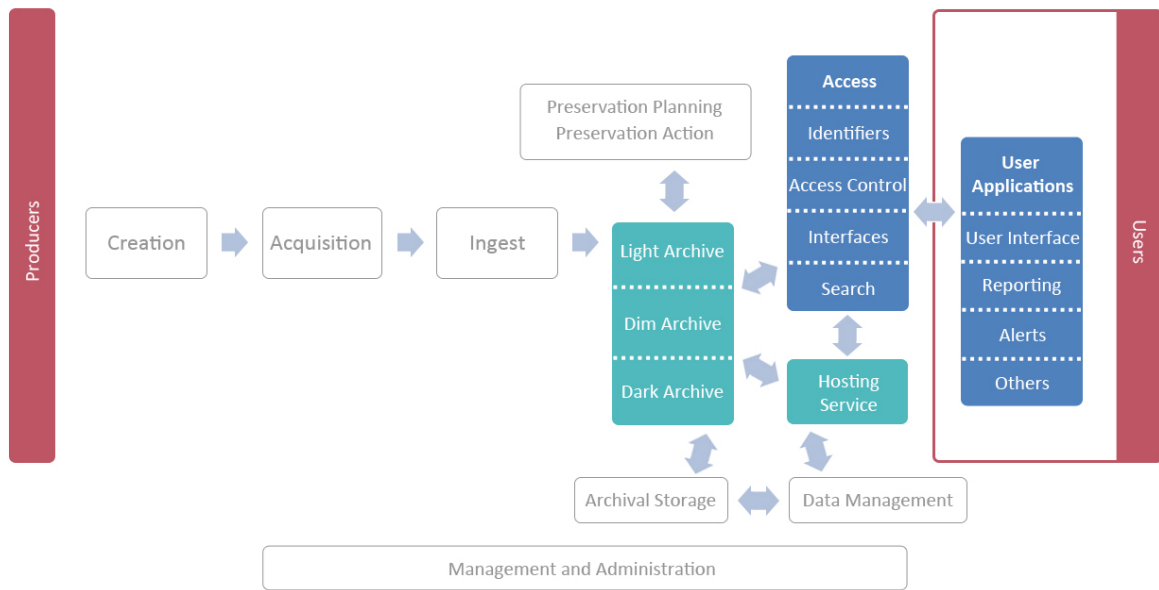 Producers
Creation
Acquisition
Ingest
Preservation Planning
Preservation Action
Light Archive
Dim Archive
Dark Archive
Access
Identifiers
Access Control
Interfaces
Search
Hosting
Service
Archival Storage
Data Management
Management and Administration
User
Applications
User Interface
Reporting
Alerts
Others
Users